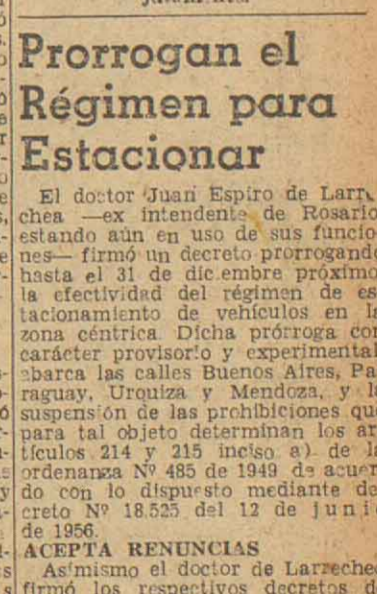 Prorrogan el
Régimen para
Estacionar
El doctor Juan Espiro de Larre
chea —ex intendente de Rosario
estando aún en uso de sus funcio
nes— firmó un decreto prorrogando
hasta el 31 de dic embre próximo
la efectividad del régimen de es
tacionamiento de vehículos en la
zona céntrica. Dicha prórroga con
carácter provisorio y experimental
abarca las calles Buenos Aires, Pa
raguay, Urquiza y Mendoza, y la
suspensión de las prohibiciones que
para tal objeto determinan los ar
tículos 214 y 215 inciso a) de la
ordenanza Nº 485 de 1949 de acuer
do con lo dispuesto mediante de
creto Nº 18.525 del 12 de junio
de 1956.
ACEPTA RENUNCIAS
As'mismo el doctor de Larreche
firmó los respectivos decretos d